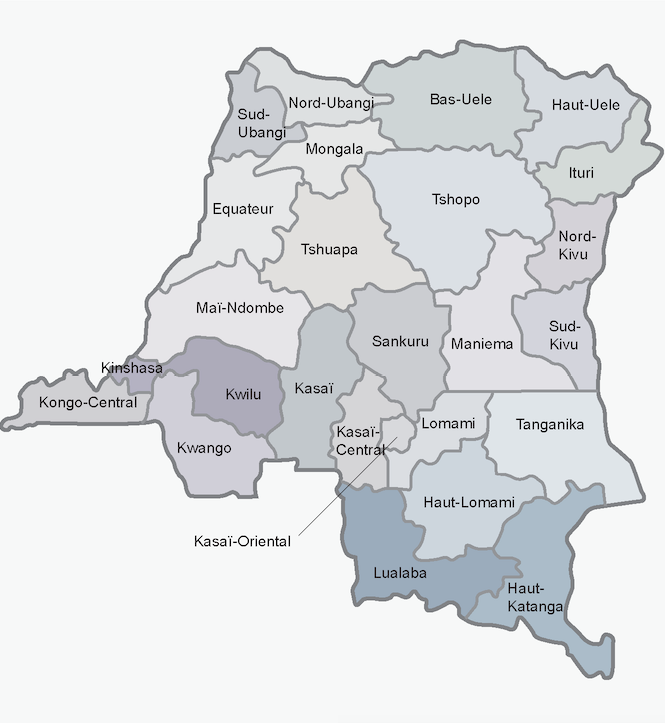 Nord-Ubangi
Bas-Uele
Haut-Uele
Sud-
Ubangi
Mongala
Ituri
Tshopo
Equateur
Tshuapa
Nord-
Kivu
Maï-Ndombe
Sankuru
Maniema
Sud-
Kivu
Kinshasa
Kongo-Central
Kwilu
Kasaï
Kwango
Kasaï-
Central
Lomami
Tanganika
Haut-Lomami
Kasaï-Oriental
Lualaba
Haut-
Katanga